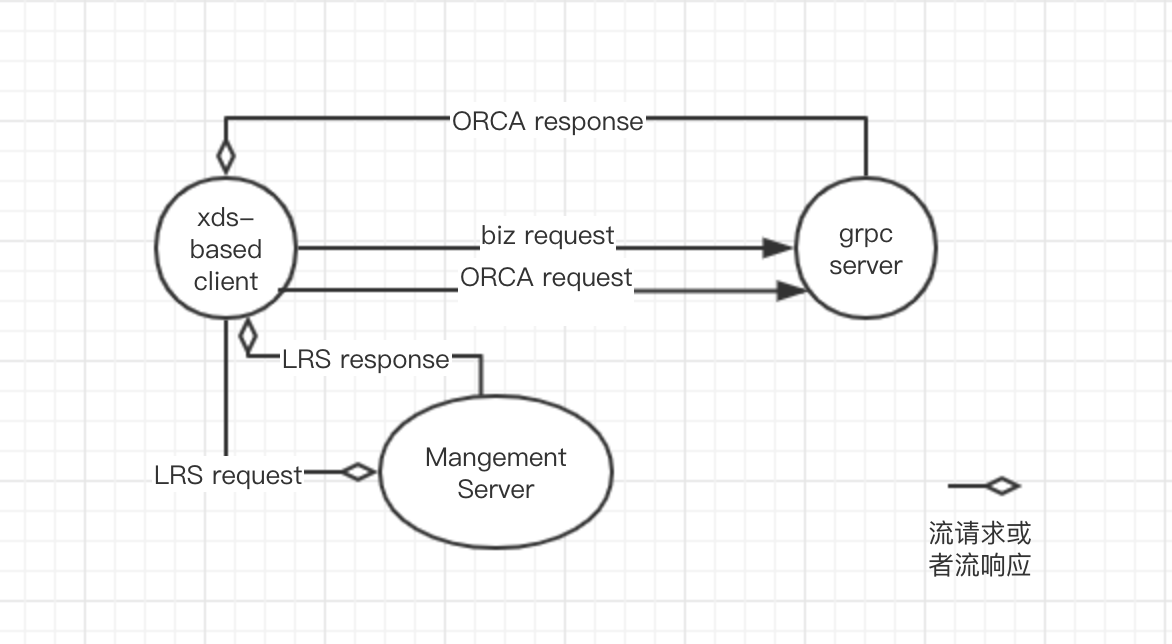 ORCA response
xds-
based
client
biz request
grpc
server
ORCA request
LRS response
Mangement
Server
LRS request
流请求或
者流响应